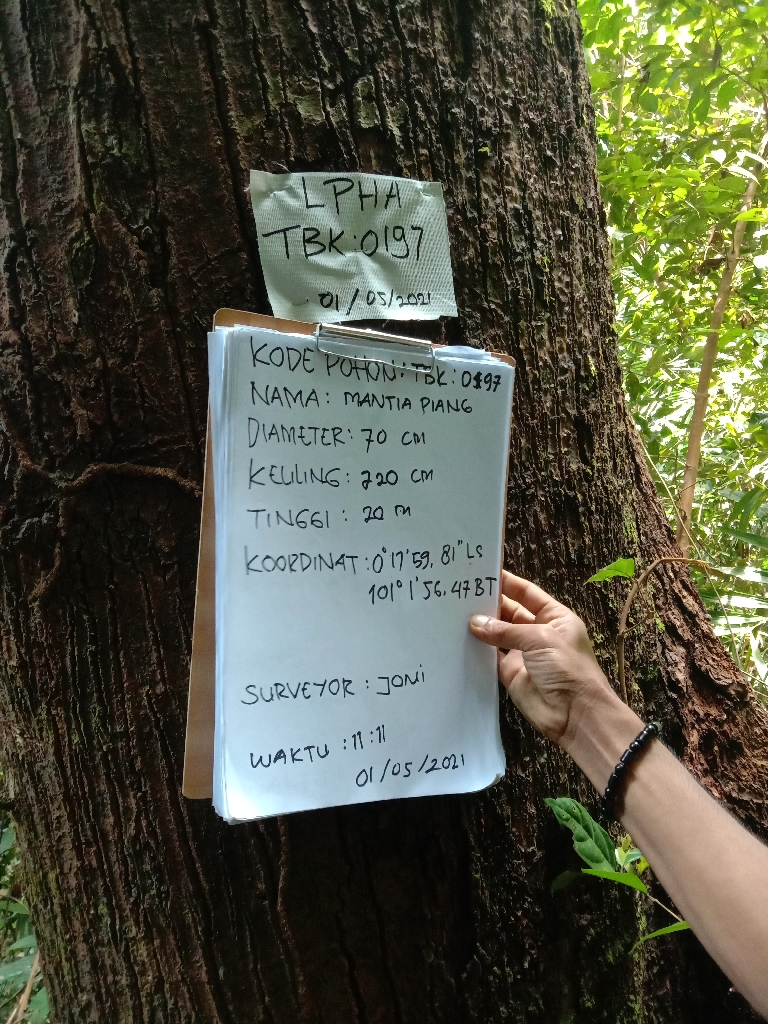 LPHA
TBK:0197
01/05/2021
KODE POHON: TBK: 0197
NAMA: MANTIA PIANG
DIAMETER: 70 CM
KELILING: 220 CM
TINGGI: 20 M
KOORDINAT: 0°17'59,81" LS
101°1'56.47 BT
SURVEYOR: JONI
WAKTU: 11:11
01/05/2021